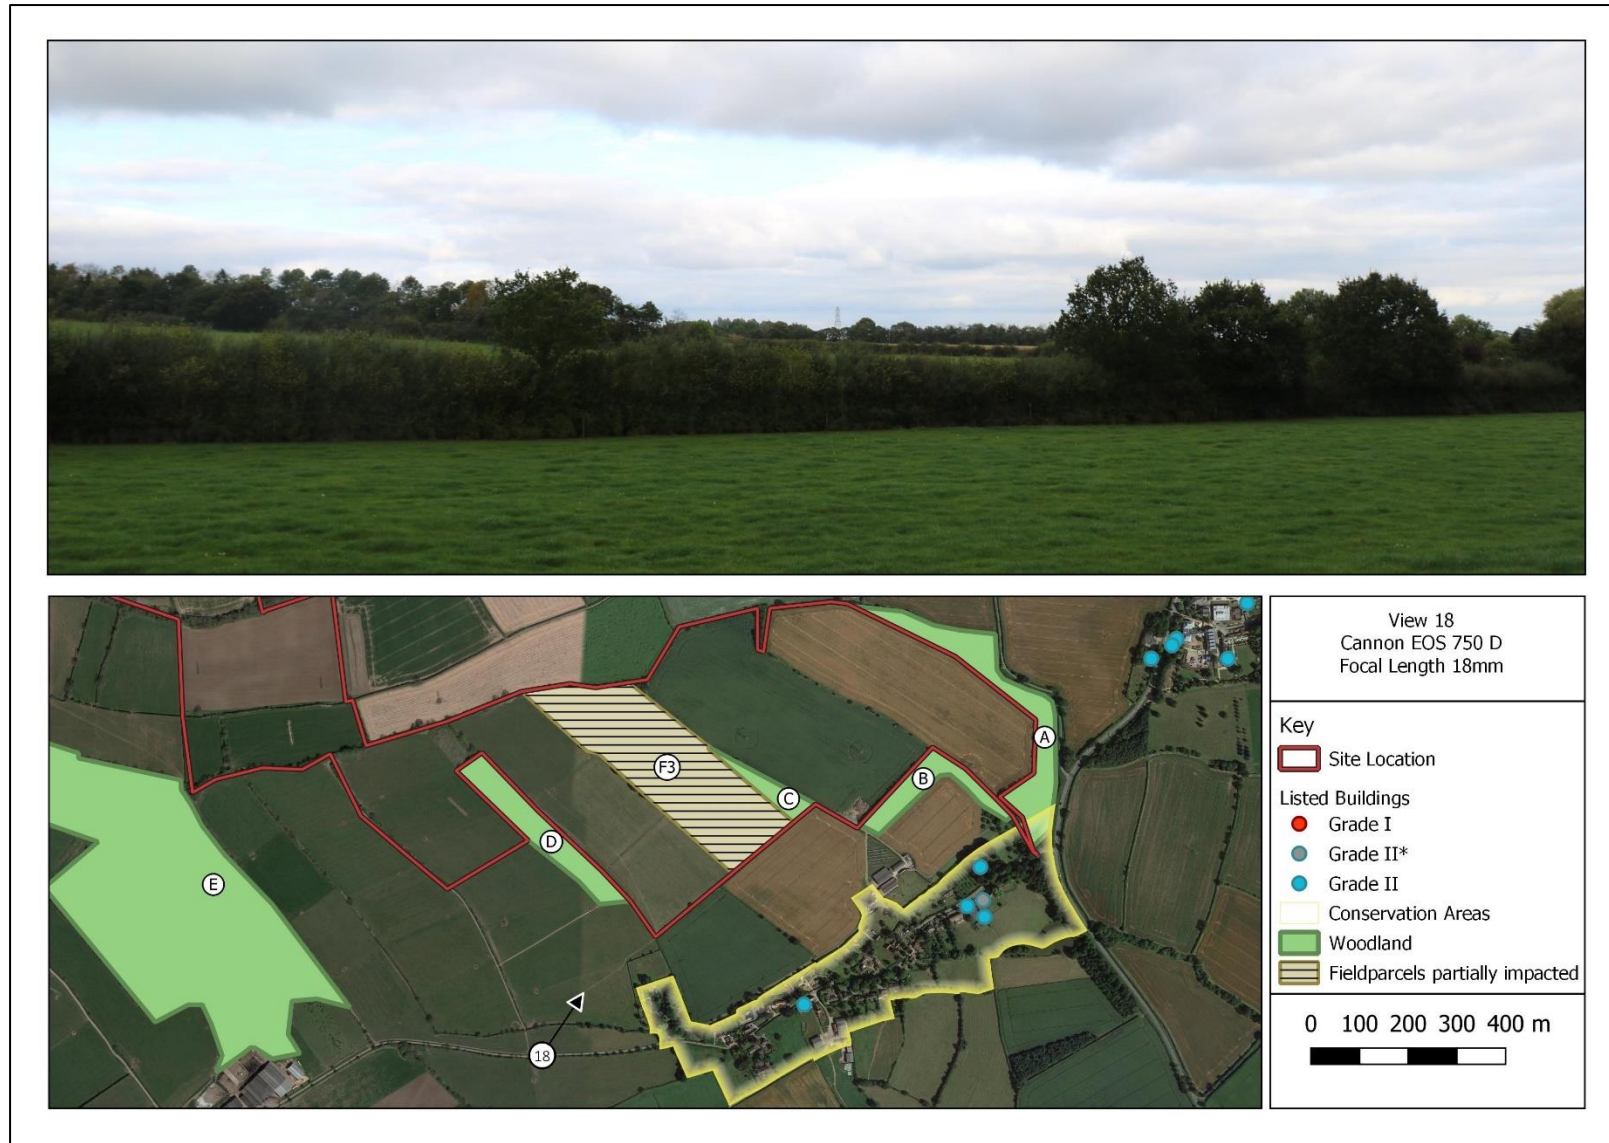 View 18
Cannon EOS 750 D
Focal Length 18mm
Key
Site Location
Listed Buildings
Grade I
Grade II*
Grade II
Conservation Areas
Woodland
Fieldparcels partially impacted
0 100 200 300 400 m
A
B
F3
C
D
E
18